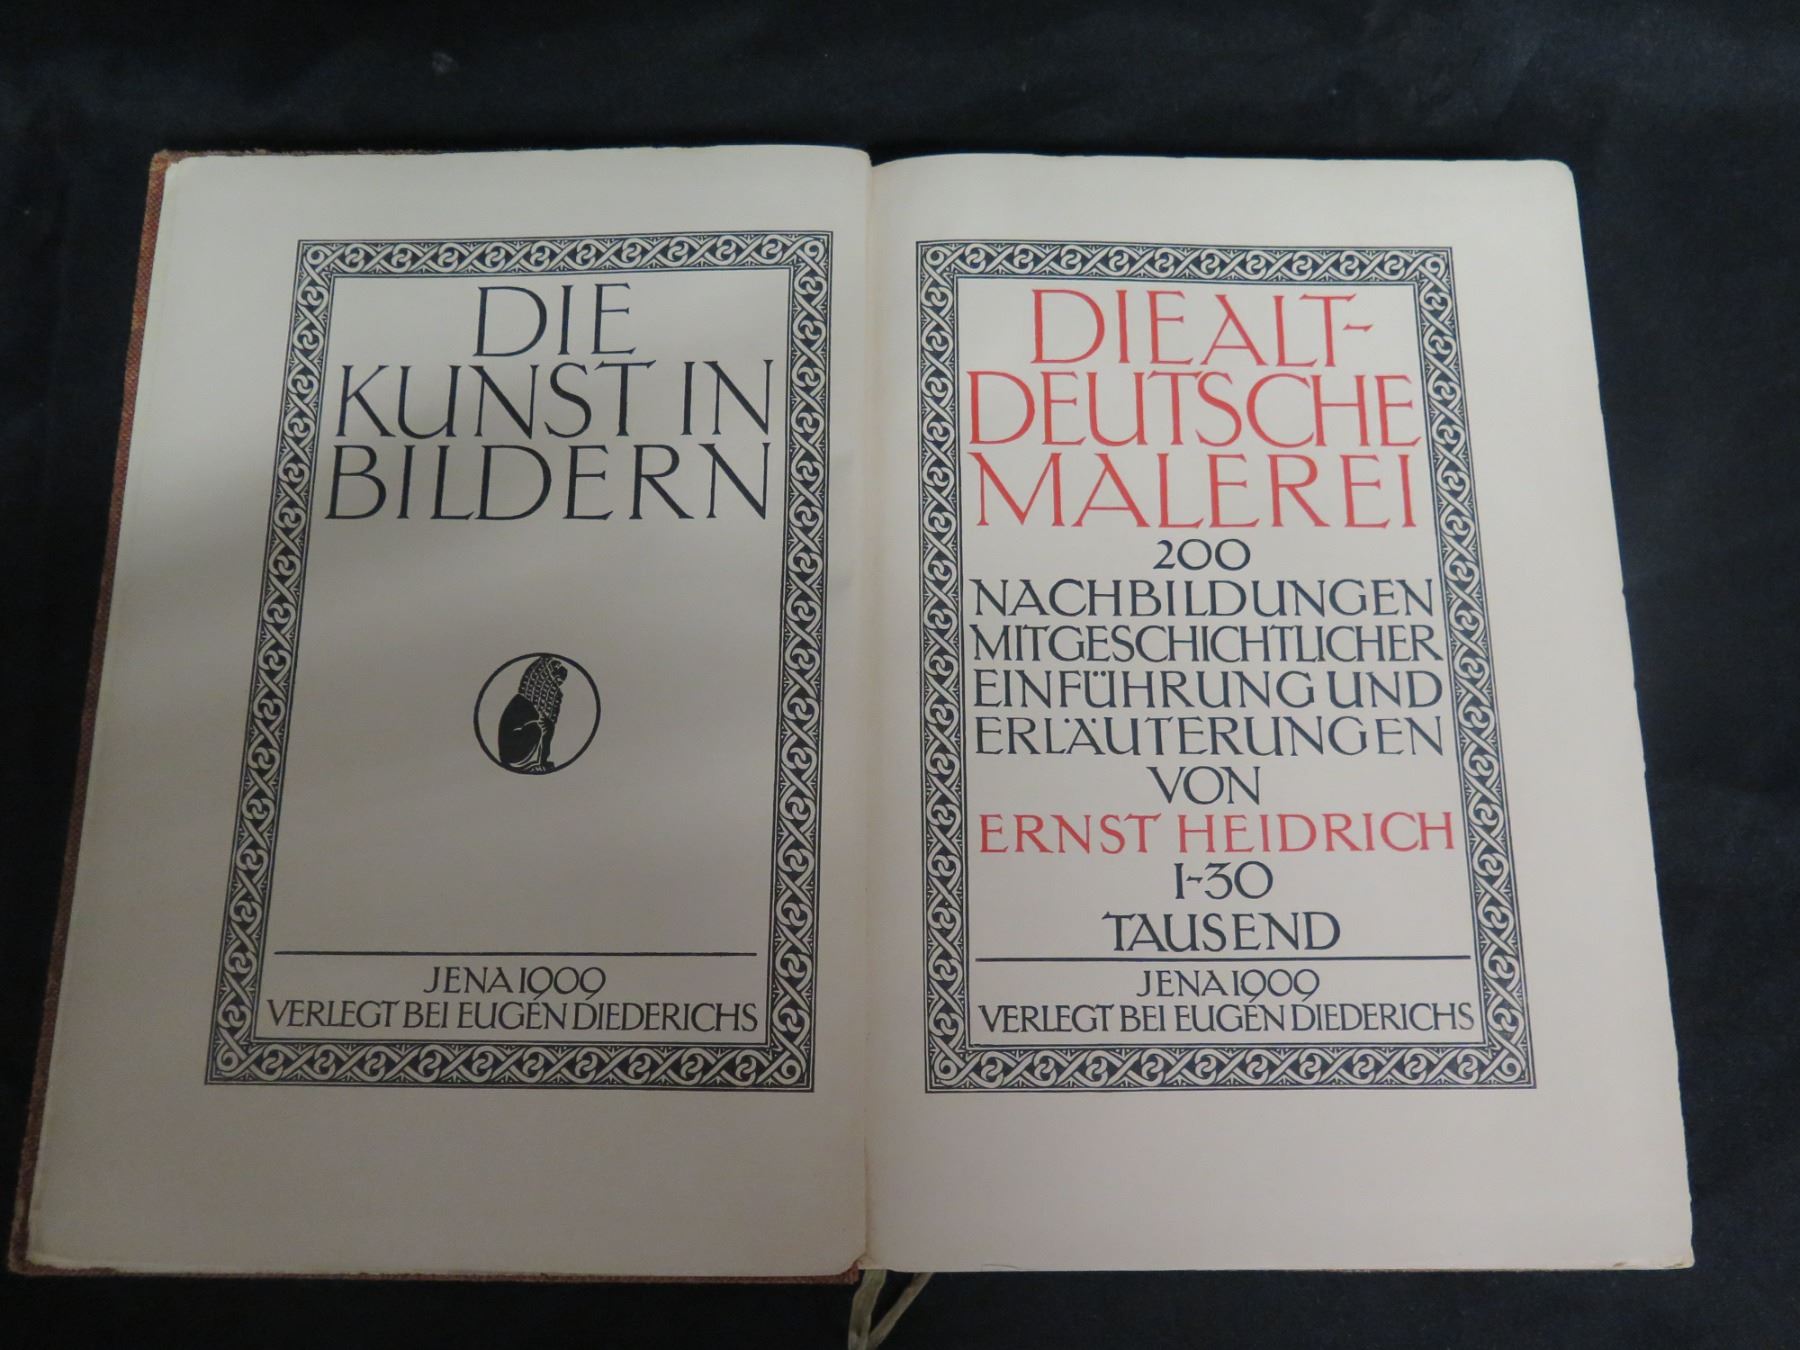 DIE
KUNST IN
BILDERN
JENA 1909
VERLEGT BEI EUGEN DIEDERICHS
DIE ALT-
DEUTSCHE
MALEREI
200
NACHBILDUNGEN
MIT GESCHICHTLICHER
EINFÜHRUNG UND
ERLÄUTERUNGEN
VON
ERNST HEIDRICH
1-30
TAUSEND
JENA 1909
VERLEGT BEI EUGEN DIEDERICHS